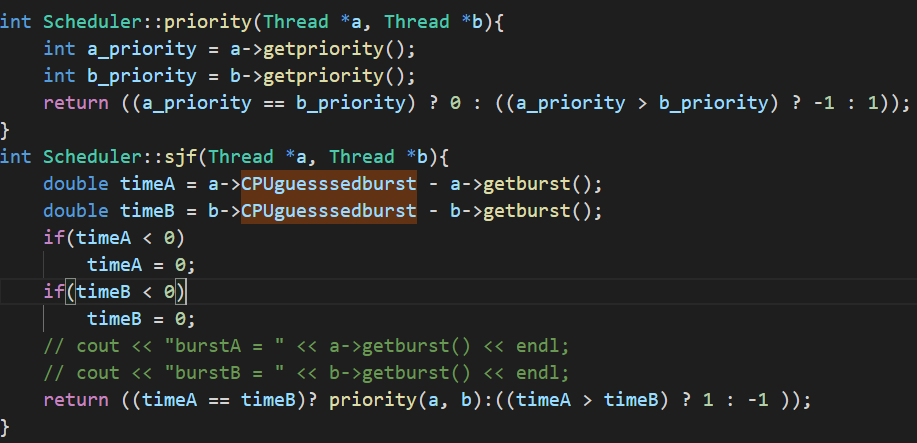 int Scheduler::priority(Thread *a, Thread *b){
    int a_priority = a->getpriority();
    int b_priority = b->getpriority();
    return ((a_priority == b_priority) ? 0 : ((a_priority > b_priority) ? -1 : 1));
}
int Scheduler::sjf(Thread *a, Thread *b){
    double timeA = a->CPUguesssedburst - a->getburst();
    double timeB = b->CPUguesssedburst - b->getburst();
    if(timeA < 0)
        timeA = 0;
    if(timeB < 0)
        timeB = 0;
    // cout << "burstA = " << a->getburst() << endl;
    // cout << "burstB = " << b->getburst() << endl;
    return ((timeA == timeB)? priority(a, b):((timeA > timeB) ? 1 : -1 ));
}